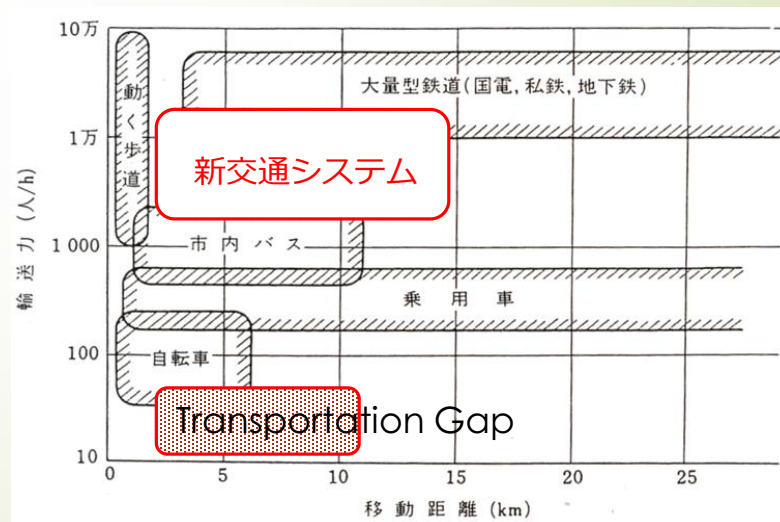 10万
大量型鉄道(国電,私鉄,地下鉄)
動く歩道
1万
新交通システム
輸送力(人/h)
1 000
市内バス
乗用車
100
自転車
Transportation Gap
10
0 5 10 15 20 25
移動距離 (km)